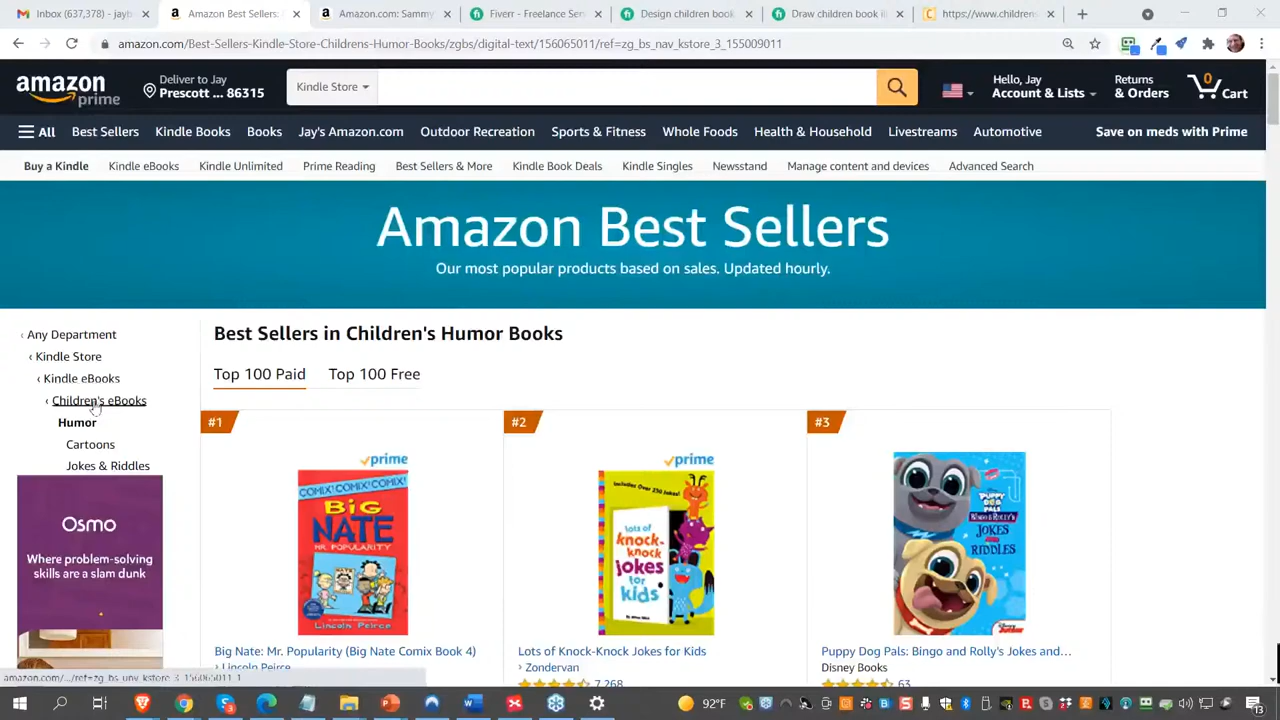 Inbox (637,378) - jayb
Amazon Best Sellers:
Amazon.com: Sammy
Fiverr - Freelance Ser
Design children book
Draw children book il
https://www.children
amazon.com/Best-Sellers-Kindle-Store-Childrens-Humor-Books/zgbs/digital-text/156065011/ref=zg_bs_nav_kstore_3_155009011
amazon
prime
Deliver to Jay
Prescott ... 86315
Kindle Store
Hello, Jay
Account & Lists
Returns
& Orders
0
Cart
All
Best Sellers
Kindle Books
Books
Jay's Amazon.com
Outdoor Recreation
Sports & Fitness
Whole Foods
Health & Household
Livestreams
Automotive
Save on meds with Prime
Buy a Kindle
Kindle eBooks
Kindle Unlimited
Prime Reading
Best Sellers & More
Kindle Book Deals
Kindle Singles
Newsstand
Manage content and devices
Advanced Search
Amazon Best Sellers
Our most popular products based on sales. Updated hourly.
‹ Any Department
‹ Kindle Store
‹ Kindle eBooks
‹ Children's eBooks
Humor
Cartoons
Jokes & Riddles
Osmo
Where problem-solving
skills are a slam dunk
Best Sellers in Children's Humor Books
Top 100 Paid
Top 100 Free
#1
prime
COMIX! COMIX! COMIX!
BIG
NATE
MR. POPULARITY
Lincoln Peirce
Big Nate: Mr. Popularity (Big Nate Comix Book 4)
› Lincoln Peirce
#2
prime
Includes Over 250 Jokes!
lots of
knock-
knock
jokes
for
kids
Lots of Knock-Knock Jokes for Kids
› Zondervan
7,268
#3
PUPPY
DOG
PALS
BINGO AND ROLLY'S
JOKES
AND
RIDDLES
Puppy Dog Pals: Bingo and Rolly's Jokes and...
Disney Books
63
92°F
13